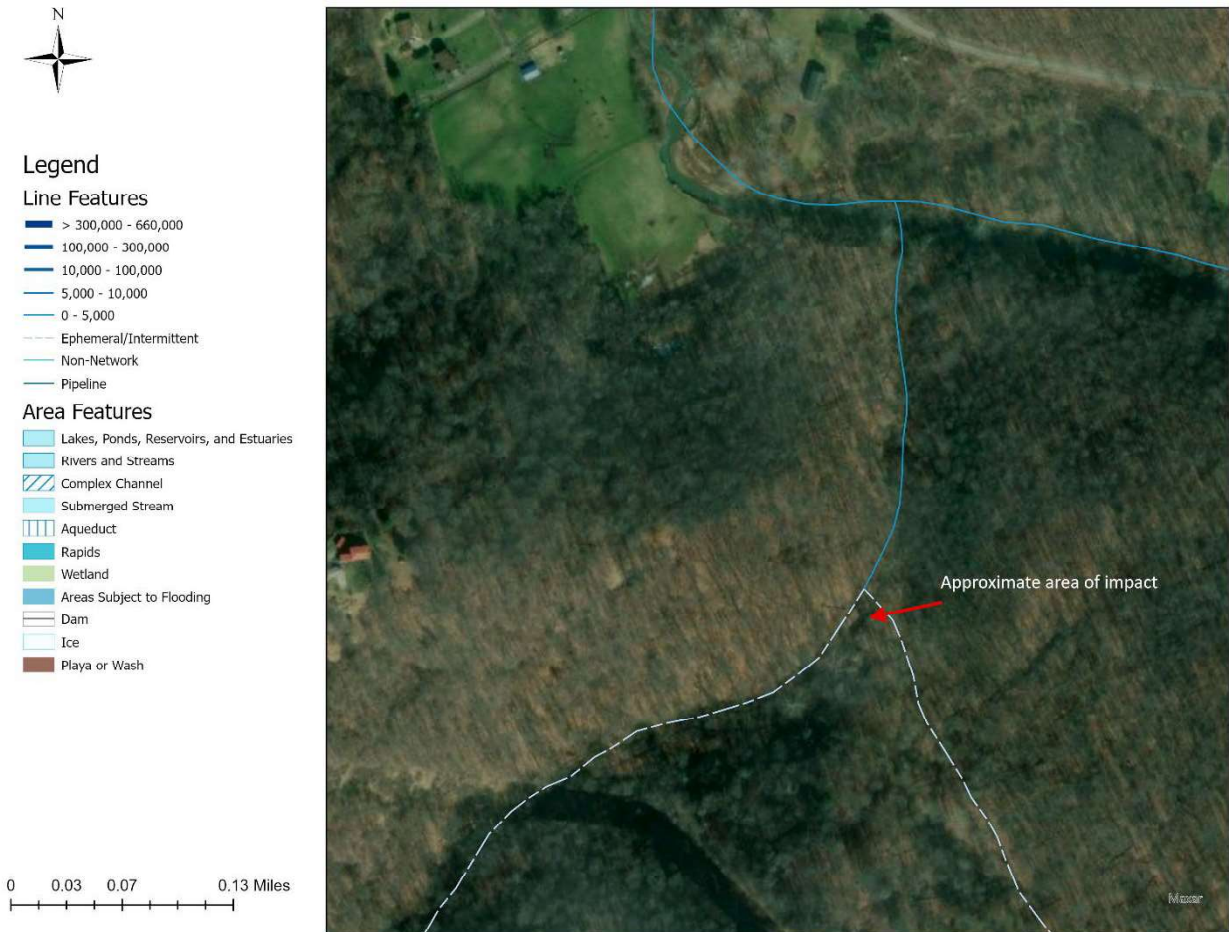 N
Legend
Line Features
> 300,000 - 660,000
100,000 - 300,000
10,000 - 100,000
5,000 - 10,000
0 - 5,000
Ephemeral/Intermittent
Non-Network
Pipeline
Area Features
Lakes, Ponds, Reservoirs, and Estuaries
Rivers and Streams
Complex Channel
Submerged Stream
Aqueduct
Rapids
Wetland
Areas Subject to Flooding
Dam
Ice
Playa or Wash
0 0.03 0.07 0.13 Miles
Approximate area of impact
Maxar